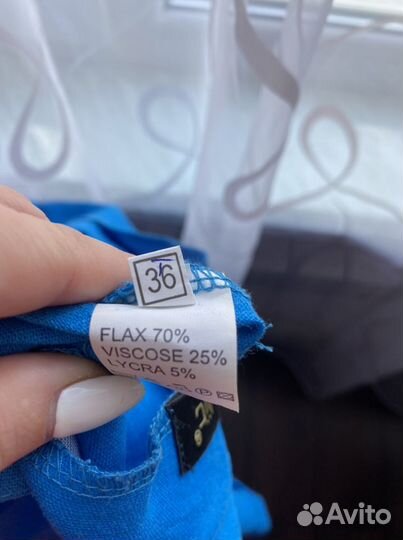 36
FLAX 70%
VISCOSE 25%
LYCRA 5%
Avito